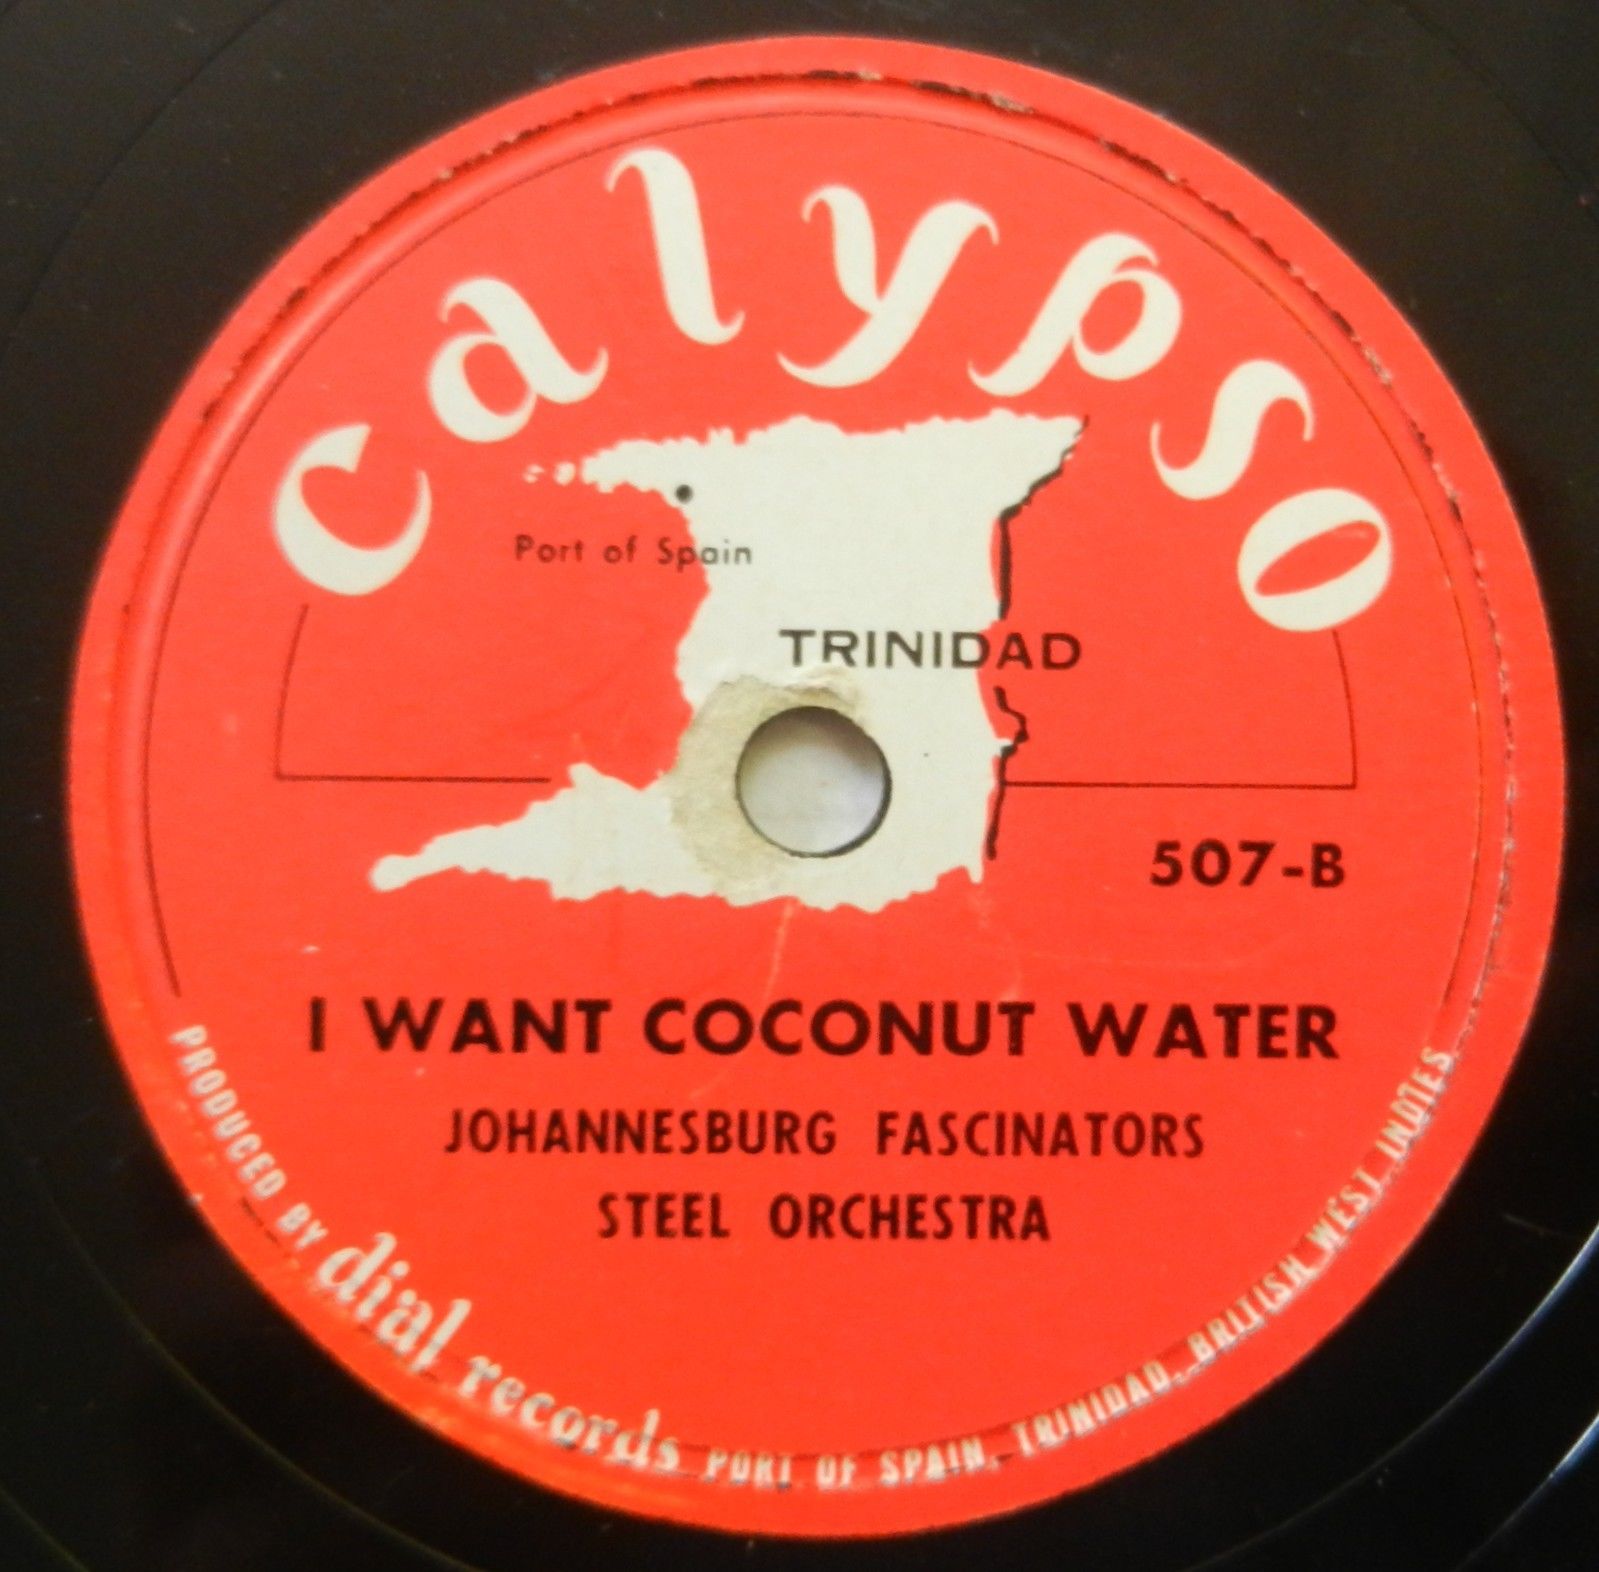 Calypso
Port of Spain
TRINIDAD
507-B
I WANT COCONUT WATER
JOHANNESBURG FASCINATORS
STEEL ORCHESTRA
PRODUCED BY dial records PORT OF SPAIN, TRINIDAD, BRITISH WEST INDIES